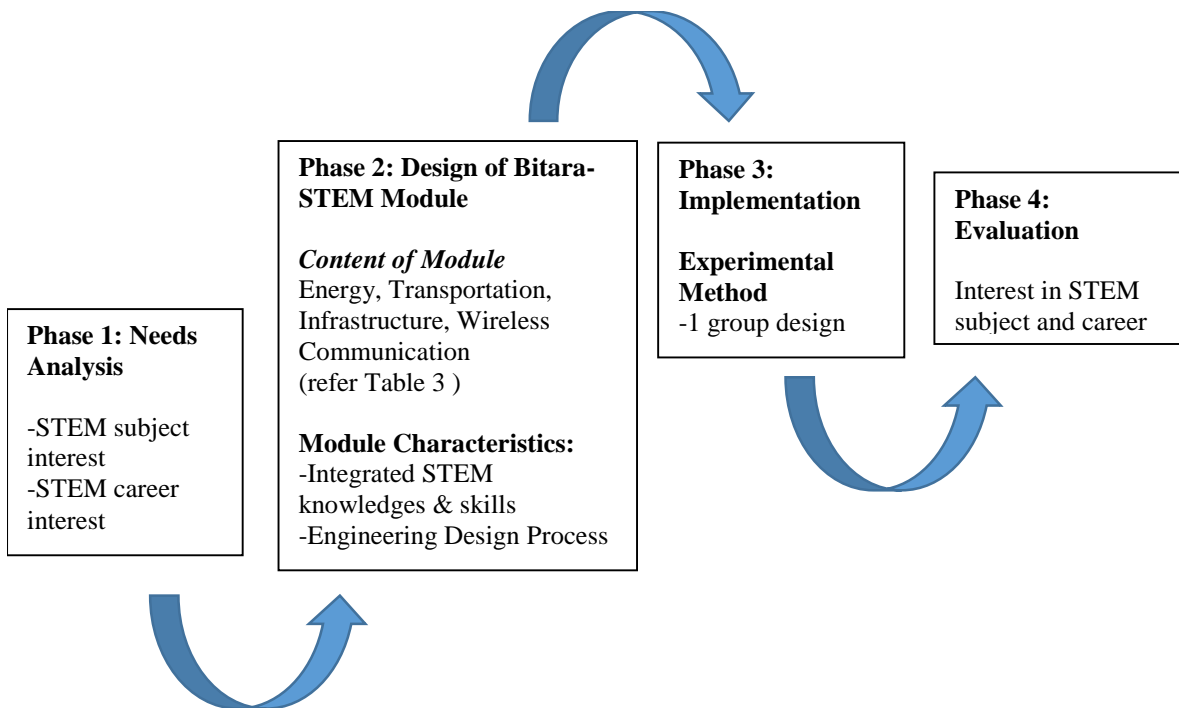 Phase 1: Needs
Analysis
-STEM subject
interest
-STEM career
interest
Phase 2: Design of Bitara-
STEM Module
Content of Module
Energy, Transportation,
Infrastructure, Wireless
Communication
(refer Table 3 )
Module Characteristics:
-Integrated STEM
knowledges & skills
-Engineering Design Process
Phase 3:
Implementation
Experimental
Method
-1 group design
Phase 4:
Evaluation
Interest in STEM
subject and career